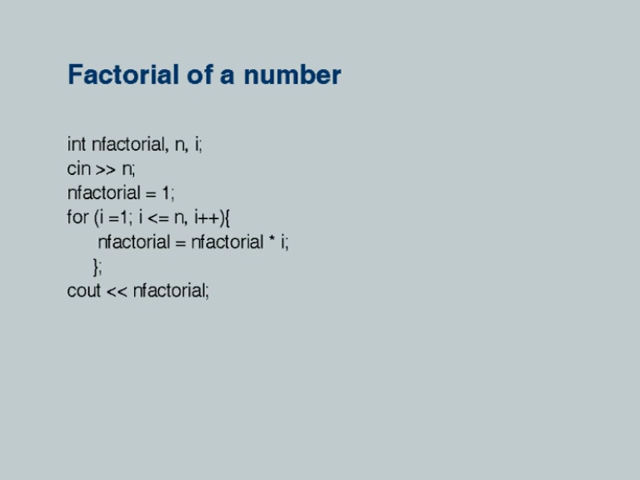 Factorial of a number
int nfactorial, n, i;
cin >> n;
nfactorial = 1;
for (i =1; i <= n, i++){
nfactorial = nfactorial * i;
};
cout << nfactorial;